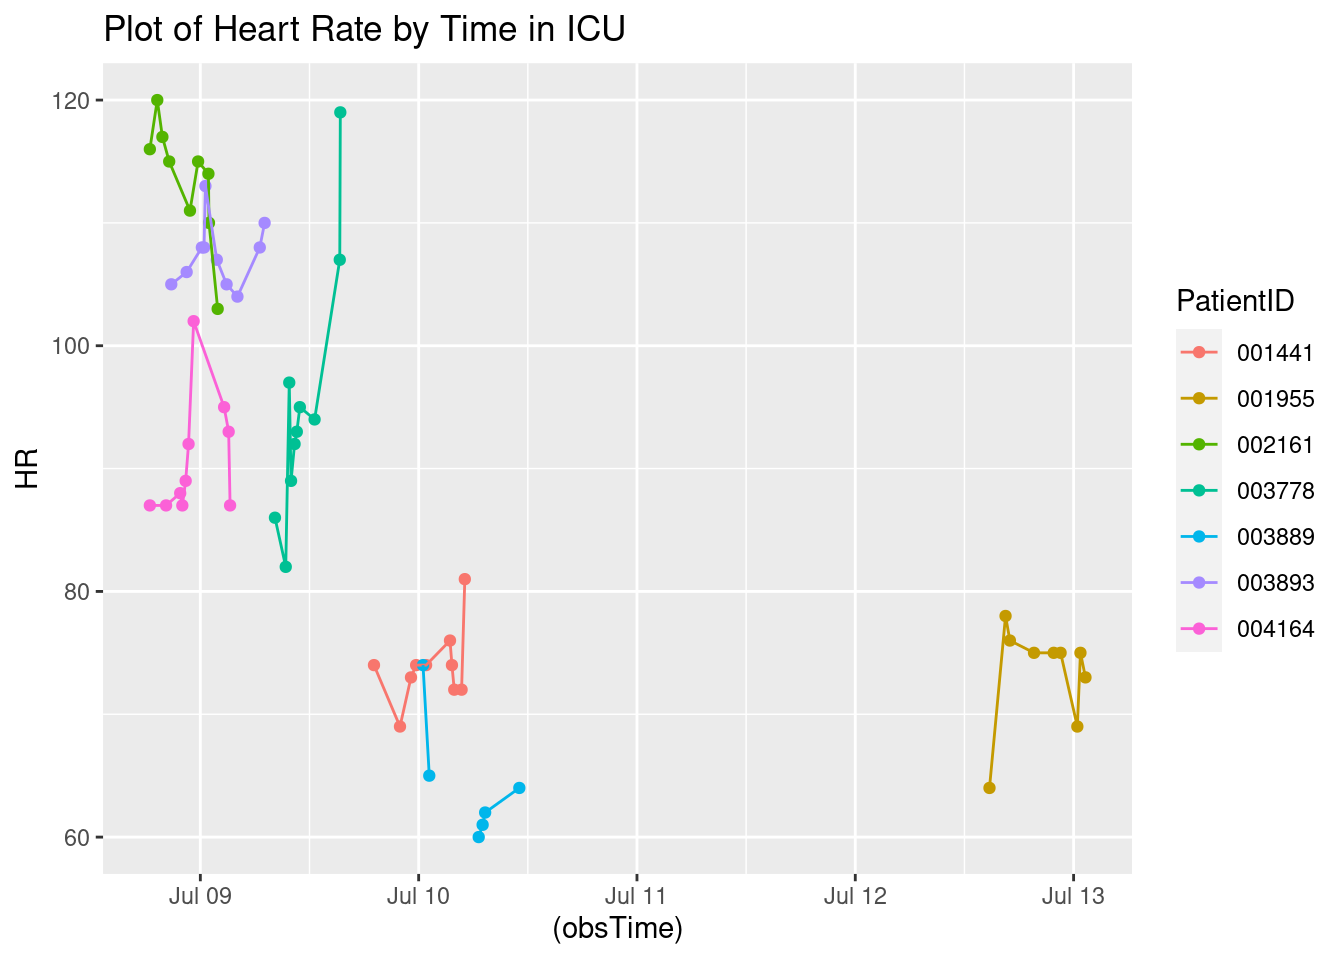 Plot of Heart Rate by Time in ICU
120
100
80
60
HR
Jul 09
Jul 10
Jul 11
Jul 12
Jul 13
(obsTime)
PatientID
001441
001955
002161
003778
003889
003893
004164